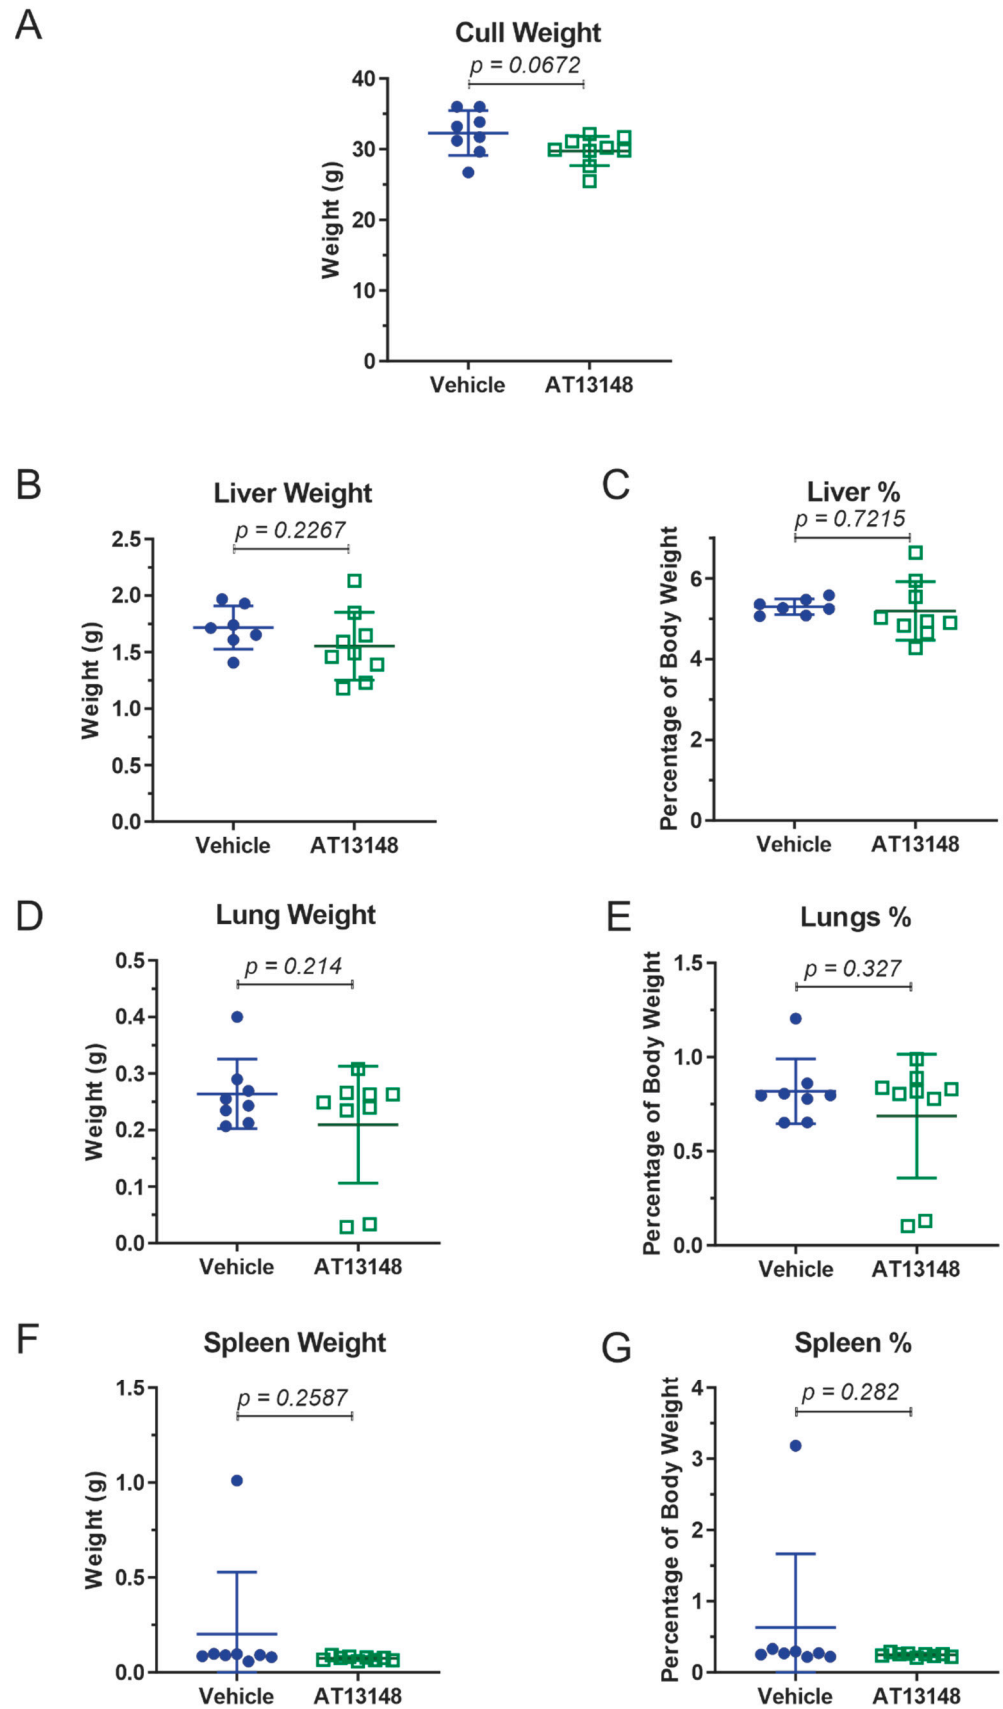 A
Cull Weight
p = 0.0672
Weight (g)
40
30
20
10
0
Vehicle AT13148
B
Liver Weight
p = 0.2267
Weight (g)
2.5
2.0
1.5
1.0
0.5
0.0
Vehicle AT13148
C
Liver %
p = 0.7215
Percentage of Body Weight
6
4
2
0
Vehicle AT13148
D
Lung Weight
p = 0.214
Weight (g)
0.5
0.4
0.3
0.2
0.1
0.0
Vehicle AT13148
E
Lungs %
p = 0.327
Percentage of Body Weight
1.5
1.0
0.5
0.0
Vehicle AT13148
F
Spleen Weight
p = 0.2587
Weight (g)
1.5
1.0
0.5
0.0
Vehicle AT13148
G
Spleen %
p = 0.282
Percentage of Body Weight
4
3
2
1
0
Vehicle AT13148